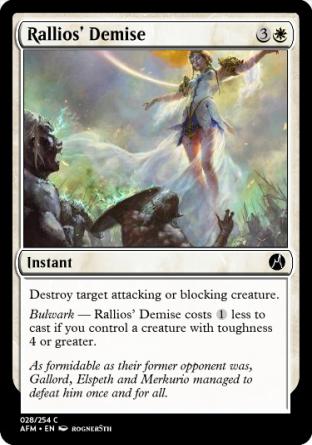 Rallios' Demise 3
Instant
Destroy target attacking or blocking creature.
Bulwark — Rallios' Demise costs 1 less to
cast if you control a creature with toughness
4 or greater.
As formidable as their former opponent was,
Gallord, Elspeth and Merkurio managed to
defeat him once and for all.
028/254 C
AFM • EN ROGNER5TH